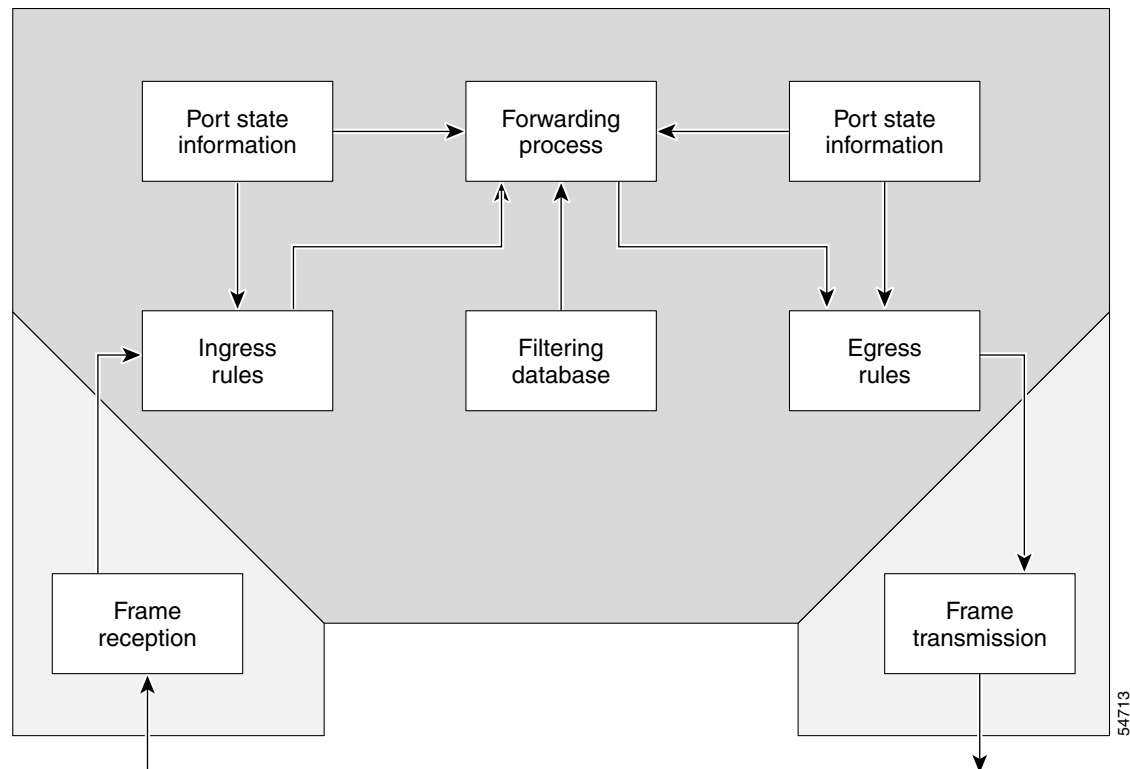 Port state
information
Forwarding
process
Port state
information
Ingress
rules
Filtering
database
Egress
rules
Frame
reception
Frame
transmission
54713